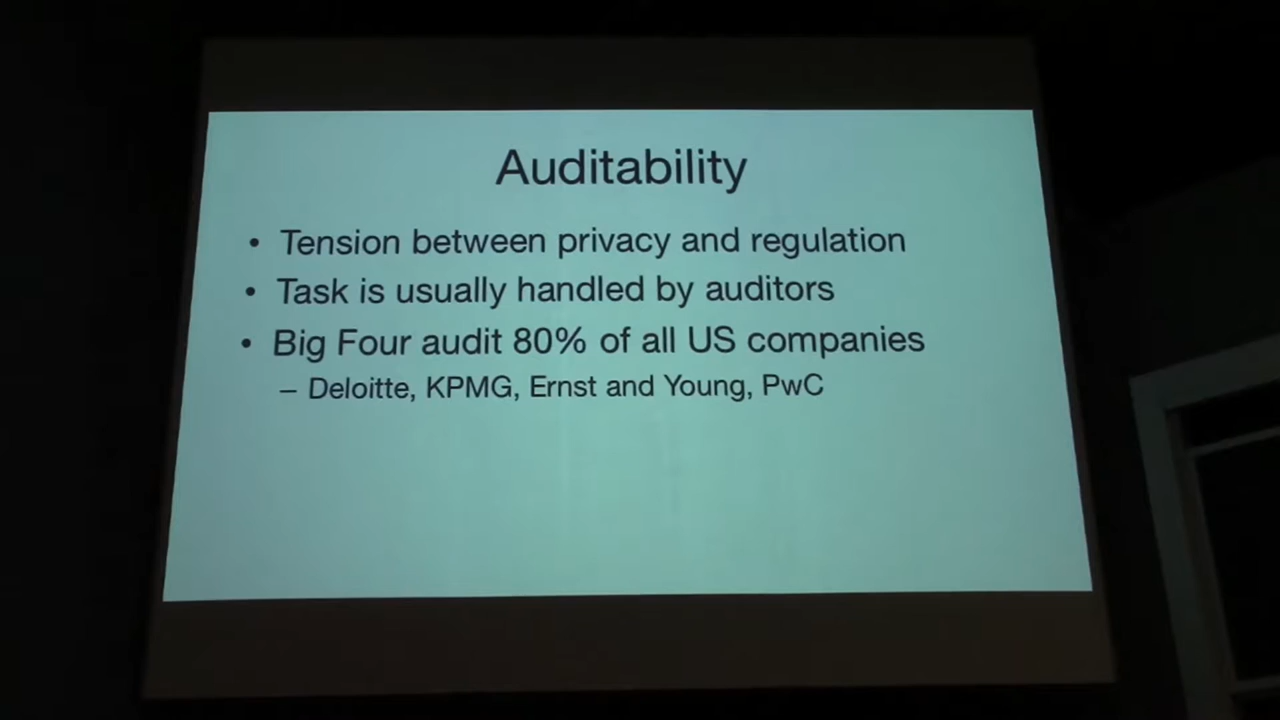 Auditability
• Tension between privacy and regulation
• Task is usually handled by auditors
• Big Four audit 80% of all US companies
– Deloitte, KPMG, Ernst and Young, PwC